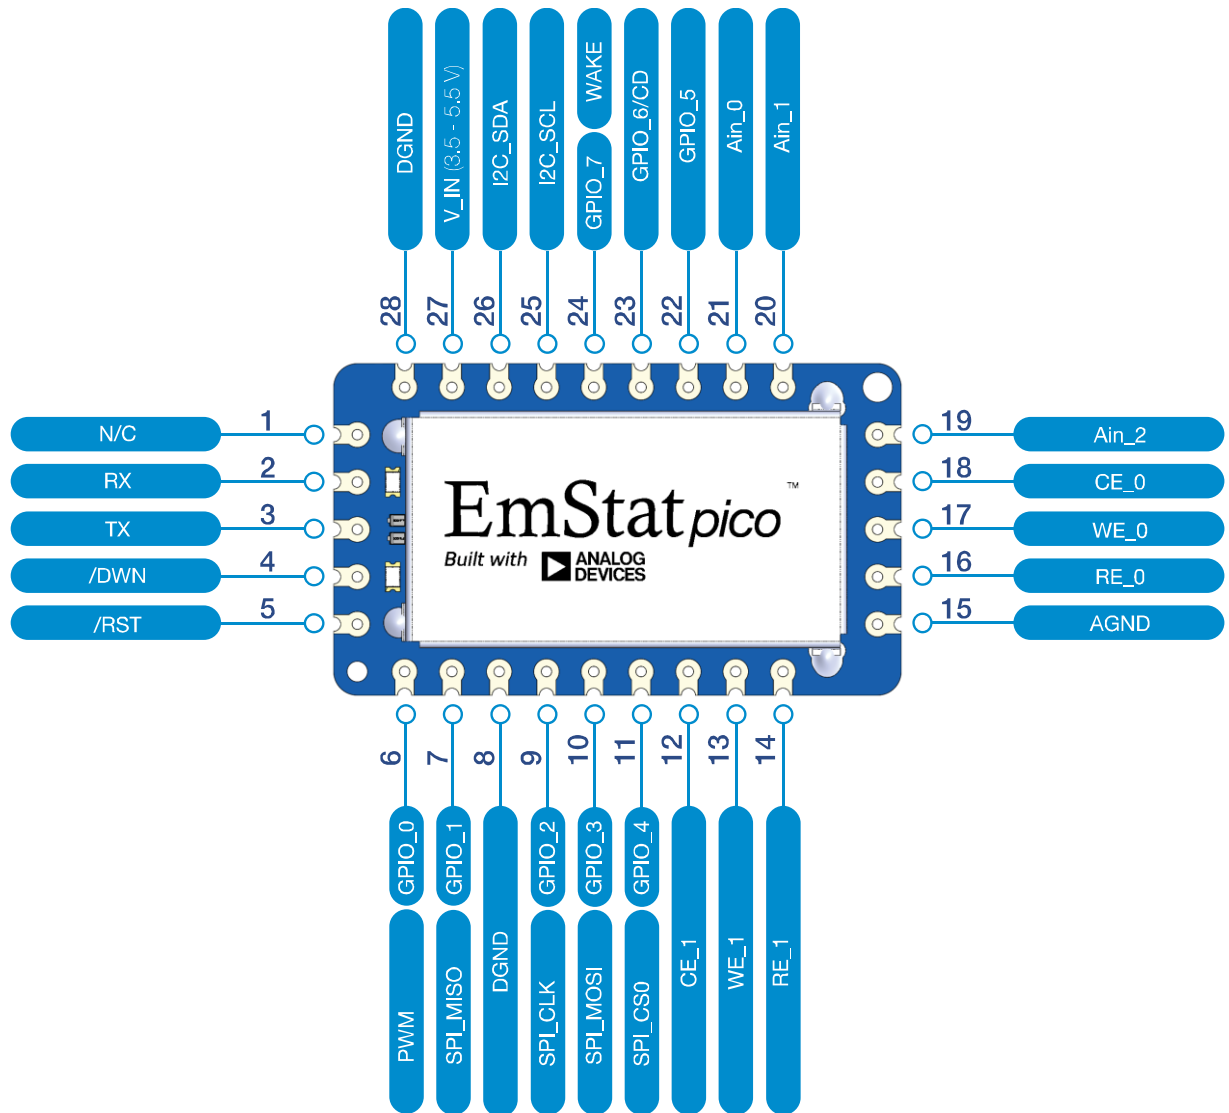 DGND
V_IN (3.5 - 5.5 V)
I2C_SDA
I2C_SCL
WAKE
GPIO_7
GPIO_6/CD
GPIO_5
Ain_0
Ain_1
28
27
26
25
24
23
22
21
20
N/C
1
RX
2
TX
3
/DWN
4
/RST
5
EmStat pico ™
Built with ANALOG
DEVICES
19
Ain_2
18
CE_0
17
WE_0
16
RE_0
15
AGND
6
7
8
9
10
11
12
13
14
GPIO_0
PWM
GPIO_1
SPI_MISO
DGND
GPIO_2
SPI_CLK
GPIO_3
SPI_MOSI
GPIO_4
SPI_CS0
CE_1
WE_1
RE_1